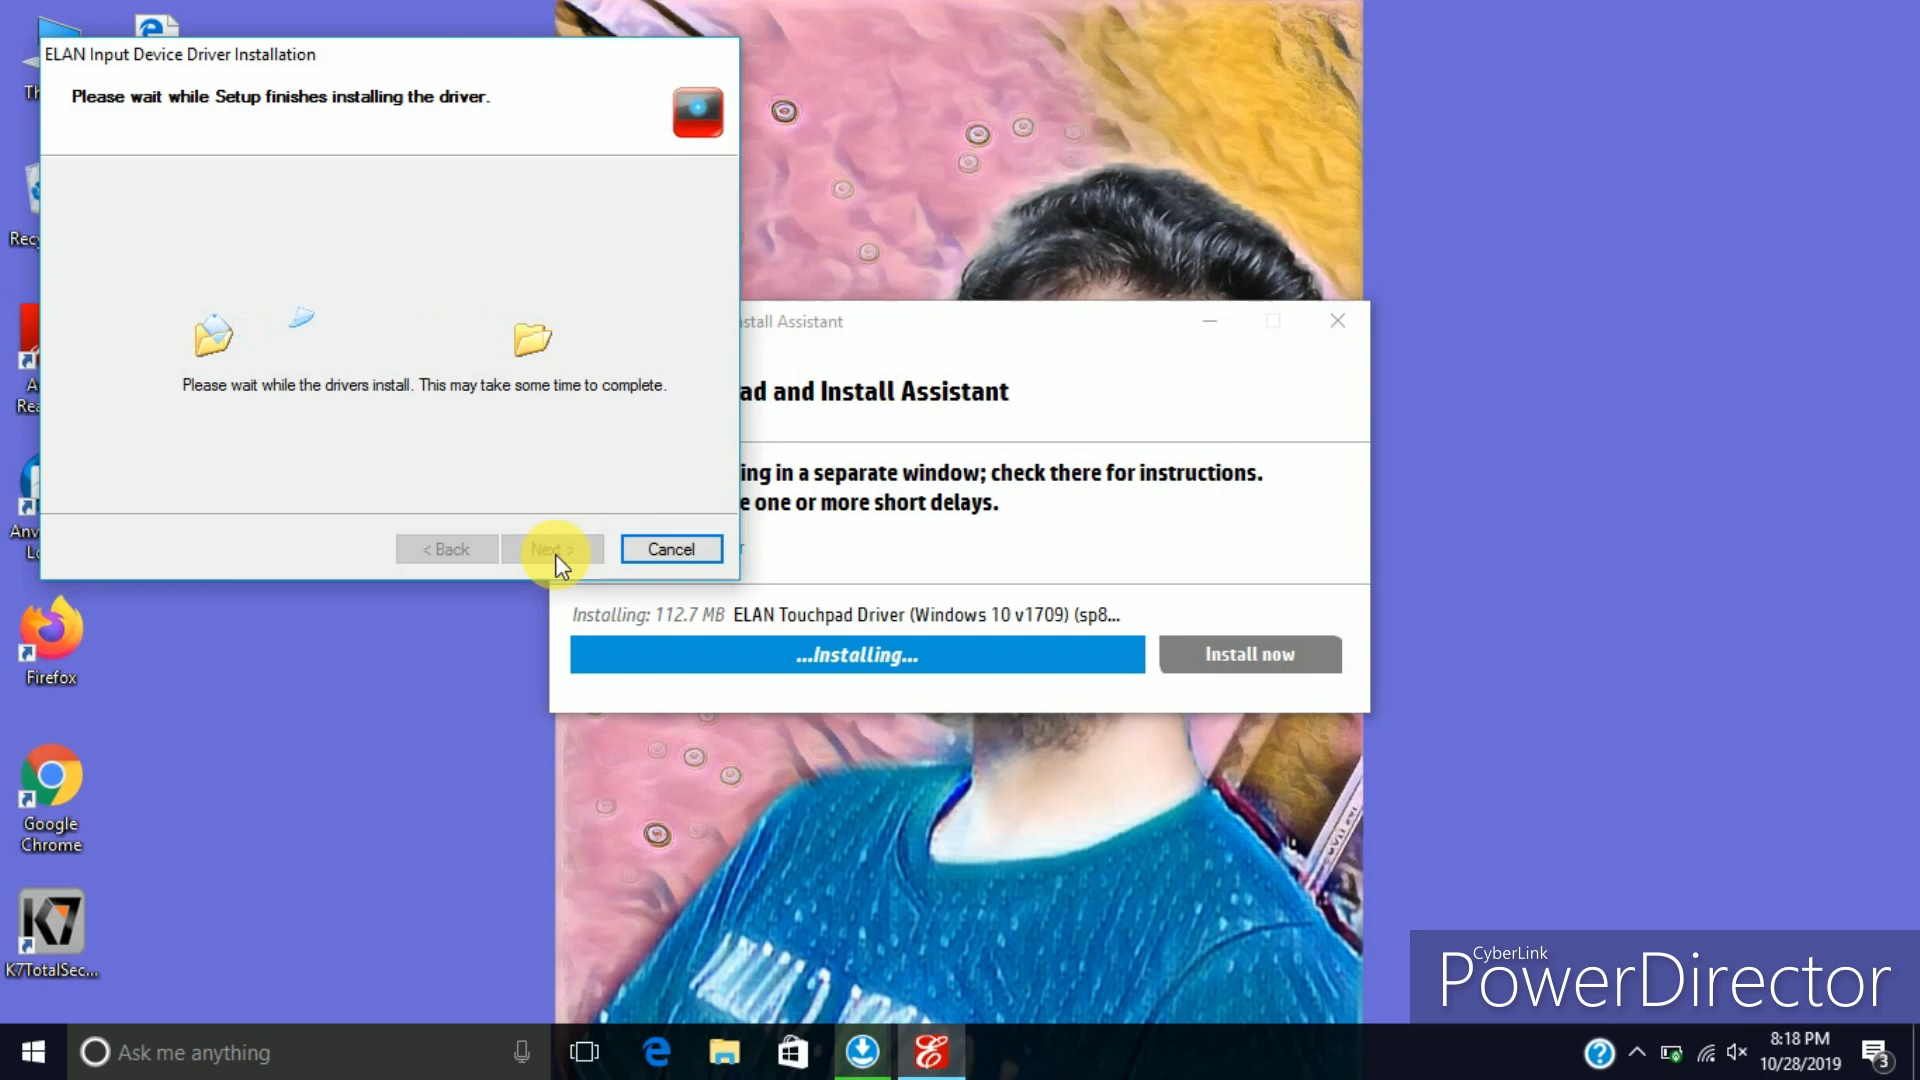 ELAN Input Device Driver Installation
Please wait while Setup finishes installing the driver.
Please wait while the drivers install. This may take some time to complete.
< Back
Next >
Cancel
stall Assistant
ad and Install Assistant
ing in a separate window; check there for instructions.
e one or more short delays.
r
Installing: 112.7 MB ELAN Touchpad Driver (Windows 10 v1709) (sp8...
...Installing...
Install now
Th
Recy
A
Rea
Anv
Lo
Firefox
Google
Chrome
K7
K7TotalSec...
CyberLink
PowerDirector
Ask me anything
8:18 PM
10/28/2019
3